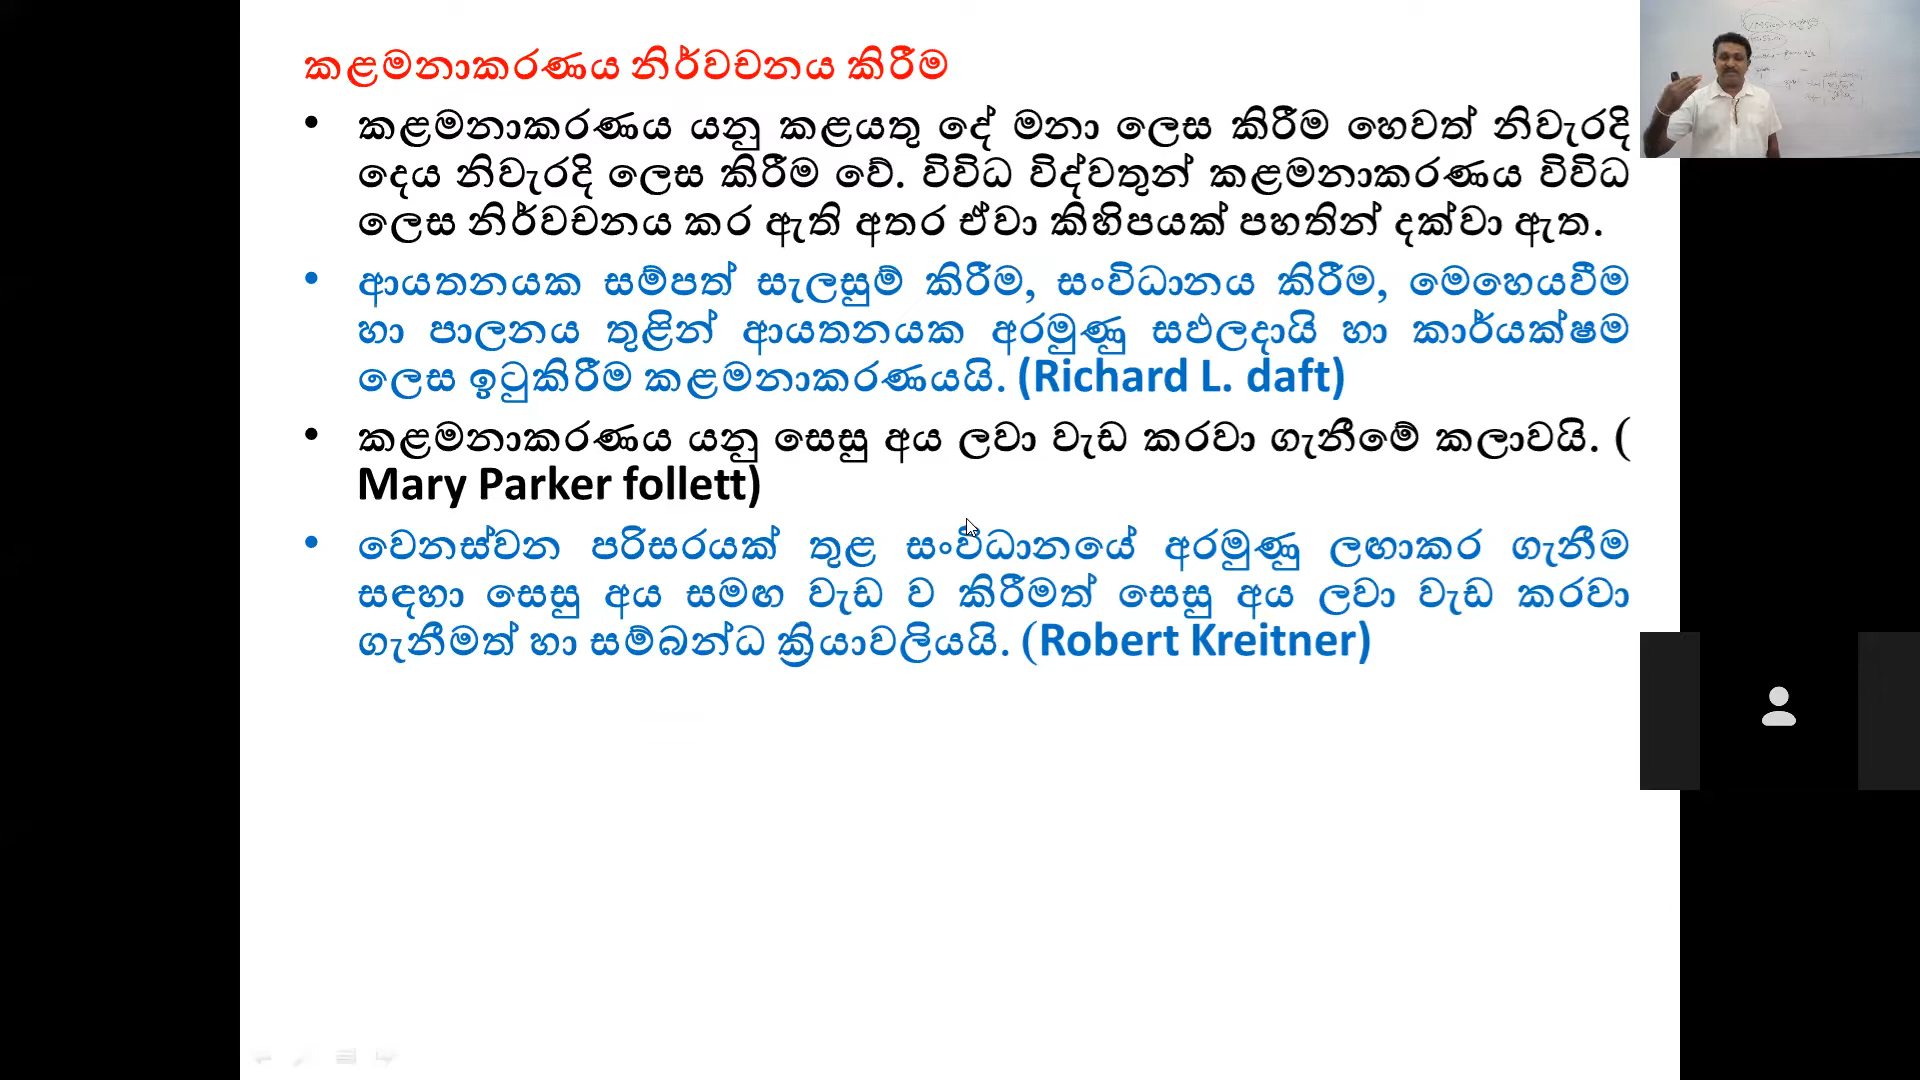 කළමනාකරණය නිර්වචනය කිරීම
• කළමනාකරණය යනු කළයතු දේ මනා ලෙස කිරීම හෙවත් නිවැරදි
දෙය නිවැරදි ලෙස කිරීම වේ. විවිධ විද්වතුන් කළමනාකරණය විවිධ
ලෙස නිර්වචනය කර ඇති අතර ඒවා කිහිපයක් පහතින් දක්වා ඇත.
• ආයතනයක සම්පත් සැලසුම් කිරීම, සංවිධානය කිරීම, මෙහෙයවීම
හා පාලනය තුළින් ආයතනයක අරමුණු සඵලදායි හා කාර්යක්ෂම
ලෙස ඉටුකිරීම කළමනාකරණයයි. (Richard L. daft)
• කළමනාකරණය යනු සෙසු අය ලවා වැඩ කරවා ගැනීමේ කලාවයි. (
Mary Parker follett)
• වෙනස්වන පරිසරයක් තුළ සංවිධානයේ අරමුණු ලඟාකර ගැනීම
සඳහා සෙසු අය සමඟ වැඩ ව කිරීමත් සෙසු අය ලවා වැඩ කරවා
ගැනීමත් හා සම්බන්ධ ක්‍රියාවලියයි. (Robert Kreitner)